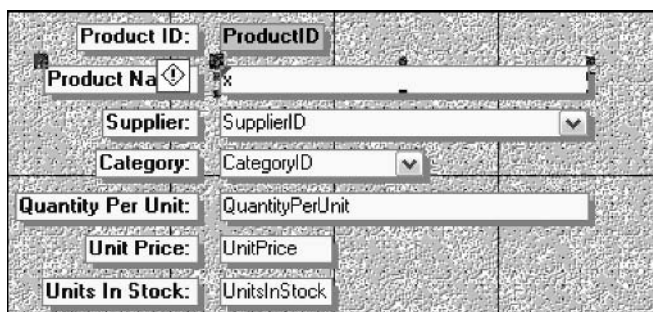 Product ID: ProductID
Product Na x
Supplier: SupplierID
Category: CategoryID
Quantity Per Unit: QuantityPerUnit
Unit Price: UnitPrice
Units In Stock: UnitsInStock